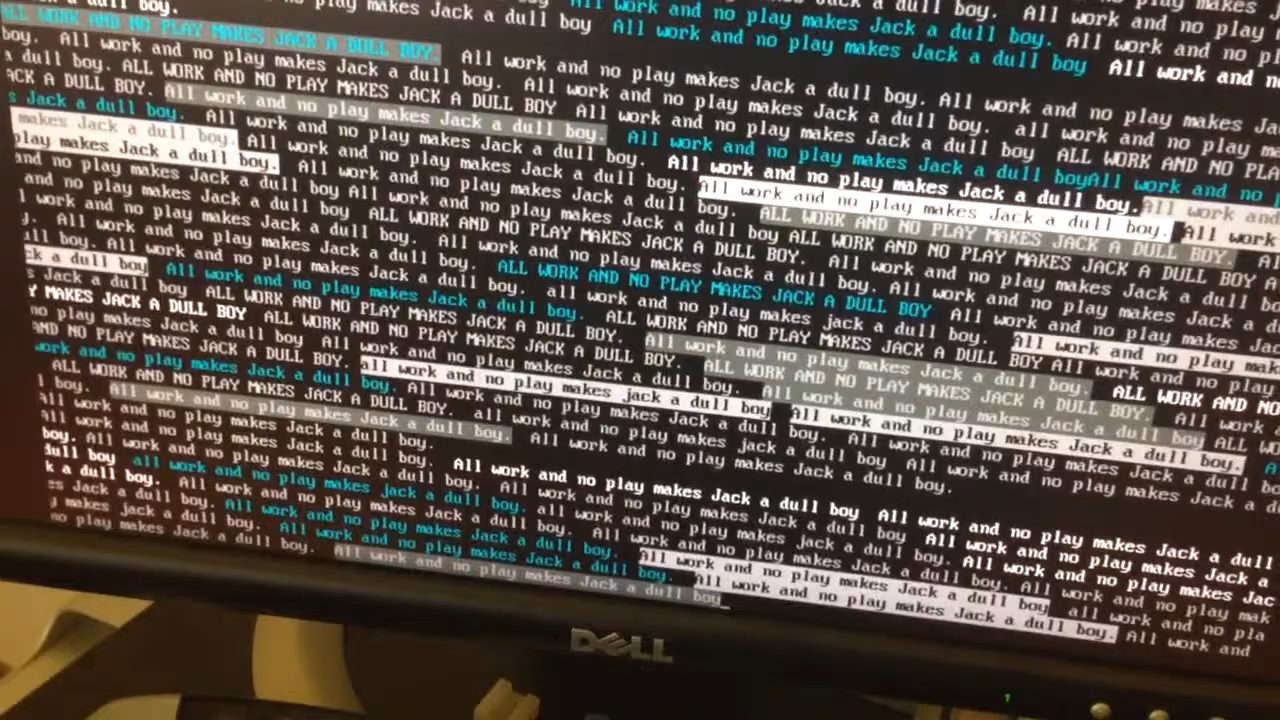 a dull boy. play makes Jack a dull boy All work and no play makes Jack a dull boy. All work and no play makes
ALL WORK AND NO PLAY MAKES JACK A DULL BOY. All work and no play makes Jack a dull boy. All work and no play makes Jack a dull boy. All work and no p
boy. All work and no play makes Jack a dull boy. All work and no play makes Jack a dull boy All work and n
a dull boy. ALL WORK AND NO PLAY MAKES JACK A DULL BOY All work and no play makes Jack a dull boy. All work and no play makes Jack a d
ACK A DULL BOY. All work and no play makes Jack a dull boy. All work and no play makes Jack a dull boy. all work and no play makes
s Jack a dull boy. All work and no play makes Jack a dull boy. All work and no play makes Jack a dull boy ALL WORK AND NO PLA
makes Jack a dull boy. All work and no play makes Jack a dull boy. All work and no play makes Jack a dull boyAll work and no p
play makes Jack a dull boy. All work and no play makes Jack a dull boy. All work and no play makes Jack a dull boy. All work and
and no play makes Jack a dull boy All work and no play makes Jack a dull boy. ALL WORK AND NO PLAY MAKES JACK A DULL BOY. All work
and no play makes Jack a dull boy ALL WORK AND NO PLAY MAKES JACK A DULL BOY ALL WORK AND NO PLAY MAKES JACK A DULL BOY. Al
l work and no play makes Jack a dull boy. ALL WORK AND NO PLAY MAKES JACK A DULL BOY. All work and no play makes JACK A DULL BOY A
y. All work and no play makes Jack a dull boy. All work and no play makes Jack a dull boy. All work and no play makes Jack a dull b
ull boy. All work and no play makes Jack a dull boy. ALL WORK AND NO PLAY MAKES JACK A DULL BOY All work and no play makes Jack a d
ck a dull boy All work and no play makes Jack a dull boy. all work and no play makes jack a dull boy. All work and no play makes Jac
s Jack a dull boy ALL WORK AND NO PLAY MAKES JACK A DULL BOY. ALL WORK AND NO PLAY MAKES JACK A DULL BOY All work and no play mak
Y MAKES JACK A DULL BOY ALL WORK AND NO PLAY MAKES JACK A DULL BOY. All work and no play makes Jack a dull boy. ALL WORK AND NO
no play makes Jack a dull boy All work and no play makes Jack a dull boy. ALL WORK AND NO PLAY MAKES JACK A DULL BOY. All work
AND NO PLAY MAKES JACK A DULL BOY. All work and no play makes jack a dull boy All work and no play makes Jack a dull boy ALL W
work and no play makes Jack a dull boy. All work and no play makes Jack a dull boy. All work and no play makes Jack a dull boy. A
ALL WORK AND NO PLAY MAKES JACK A DULL BOY. all work and no play makes jack a dull boy All work and no play makes Jack a dull
l boy. All work and no play makes Jack a dull boy. All work and no play makes Jack a dull boy. All work and no play makes Jack a d
all work and no play makes Jack a dull boy.
all work and no play makes Jack a dull boy. All work and no play makes Jack a dull boy All work and no play makes Jack a dull
boy. All work and no play makes Jack a dull boy. All work and no play makes Jack a dull boy All work and no play makes Jack a
dull boy all work and no play makes jack a dull boy. all work and no play makes jack a dull boy. All work and no play makes Jac
k a dull boy. All work and no play makes Jack a dull boy. All work and no play makes Jack a dull boy. All work and no play mak
es Jack a dull boy. All work and no play makes Jack a dull boy. All work and no play makes Jack a dull boy all work and no pla
y makes jack a dull boy. All work and no play makes Jack a dull boy. All work and no play makes Jack a dull boy. All work and
no play makes Jack a dull boy. All work and no play makes Jack a dull boy
DELL